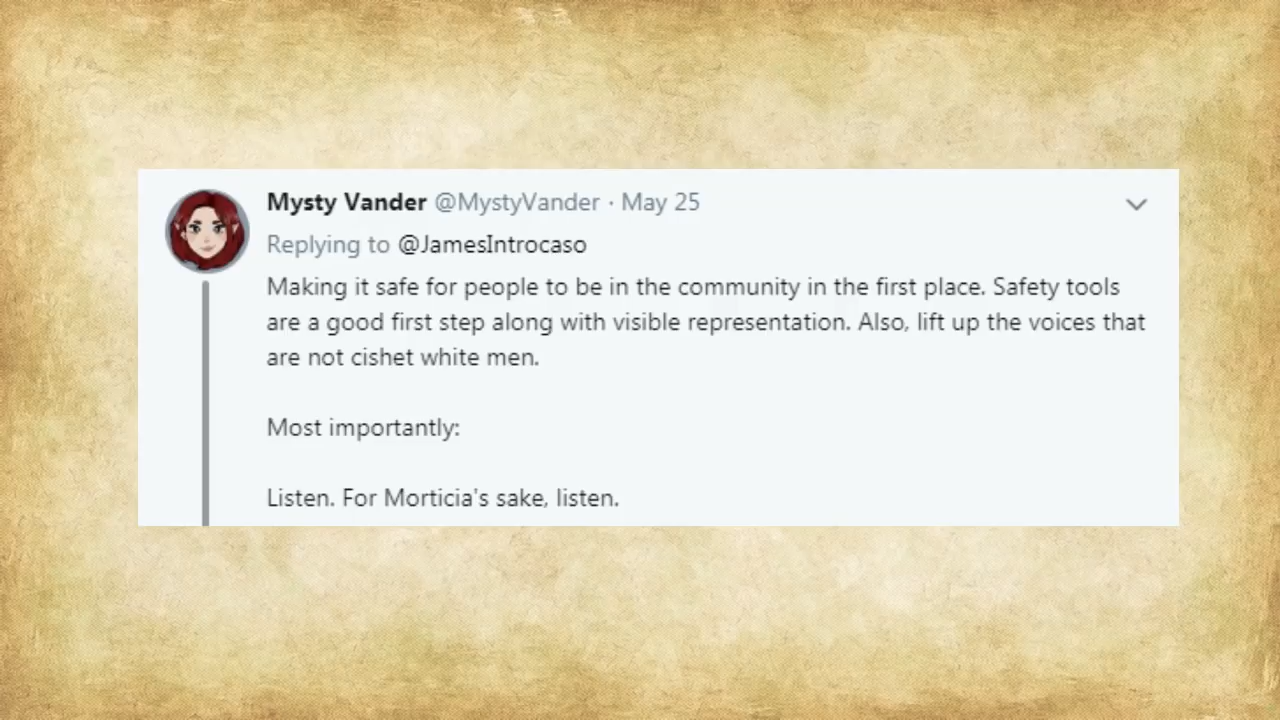 Mysty Vander @MystyVander · May 25
Replying to @JamesIntrocaso
Making it safe for people to be in the community in the first place. Safety tools
are a good first step along with visible representation. Also, lift up the voices that
are not cishet white men.
Most importantly:
Listen. For Morticia's sake, listen.